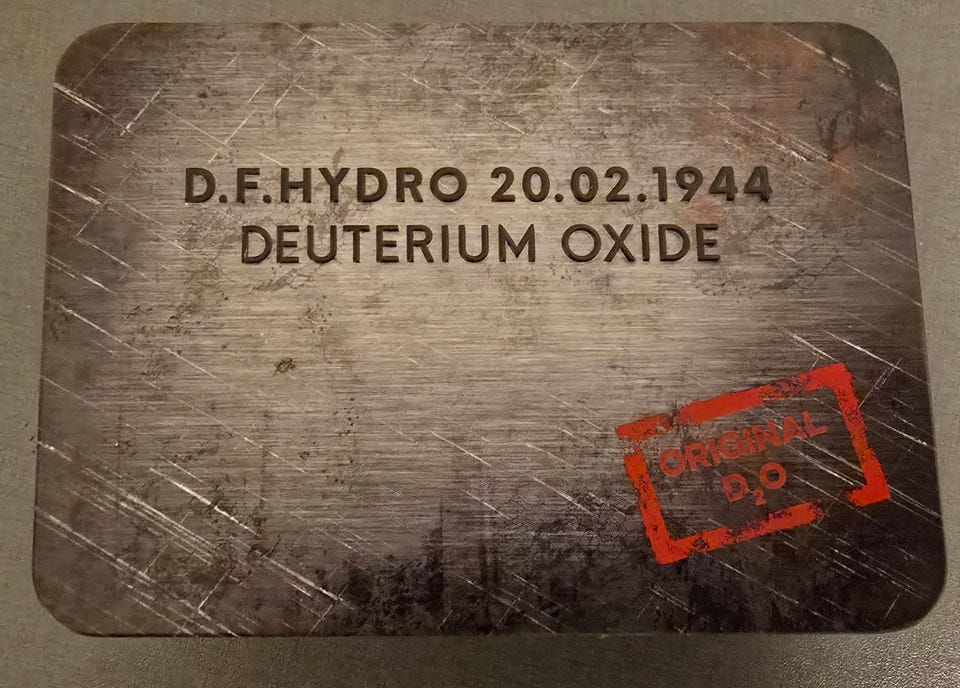 D.F.HYDRO 20.02.1944
DEUTERIUM OXIDE
ORIGINAL
D₂O